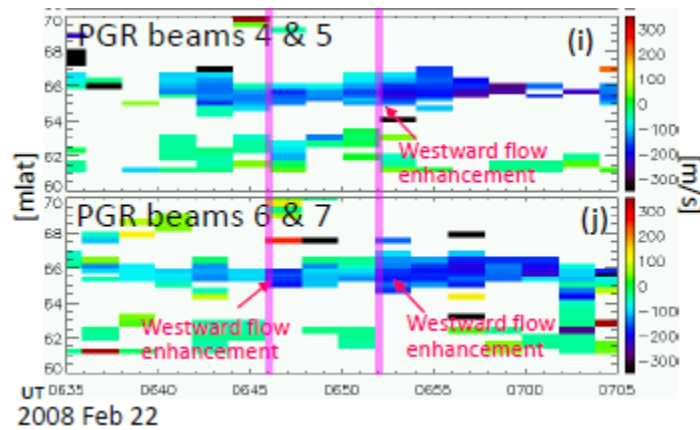 70
PGR beams 4 & 5
(i)
68
66
64
62
60
300
200
100
0
-100
-200
-300
Westward flow
enhancement
[mlat]
[m/s]
70
PGR beams 6 & 7
(j)
68
66
64
62
60
300
200
100
0
-100
-200
-300
Westward flow
enhancement
Westward flow
enhancement
UT
0635
0640
0645
0650
0655
0700
0705
2008 Feb 22